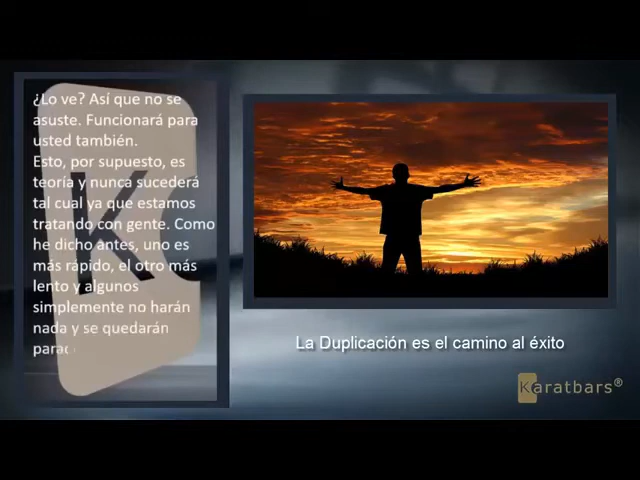 ¿Lo ve? Así que no se
asuste. Funcionará para
usted también.
Esto, por supuesto, es
teoría y nunca sucederá
tal cual ya que estamos
tratando con gente. Como
he dicho antes, uno es
más rápido, el otro más
lento y algunos
simplemente no harán
nada y se quedarán
La Duplicación es el camino al éxito
Karatbars®